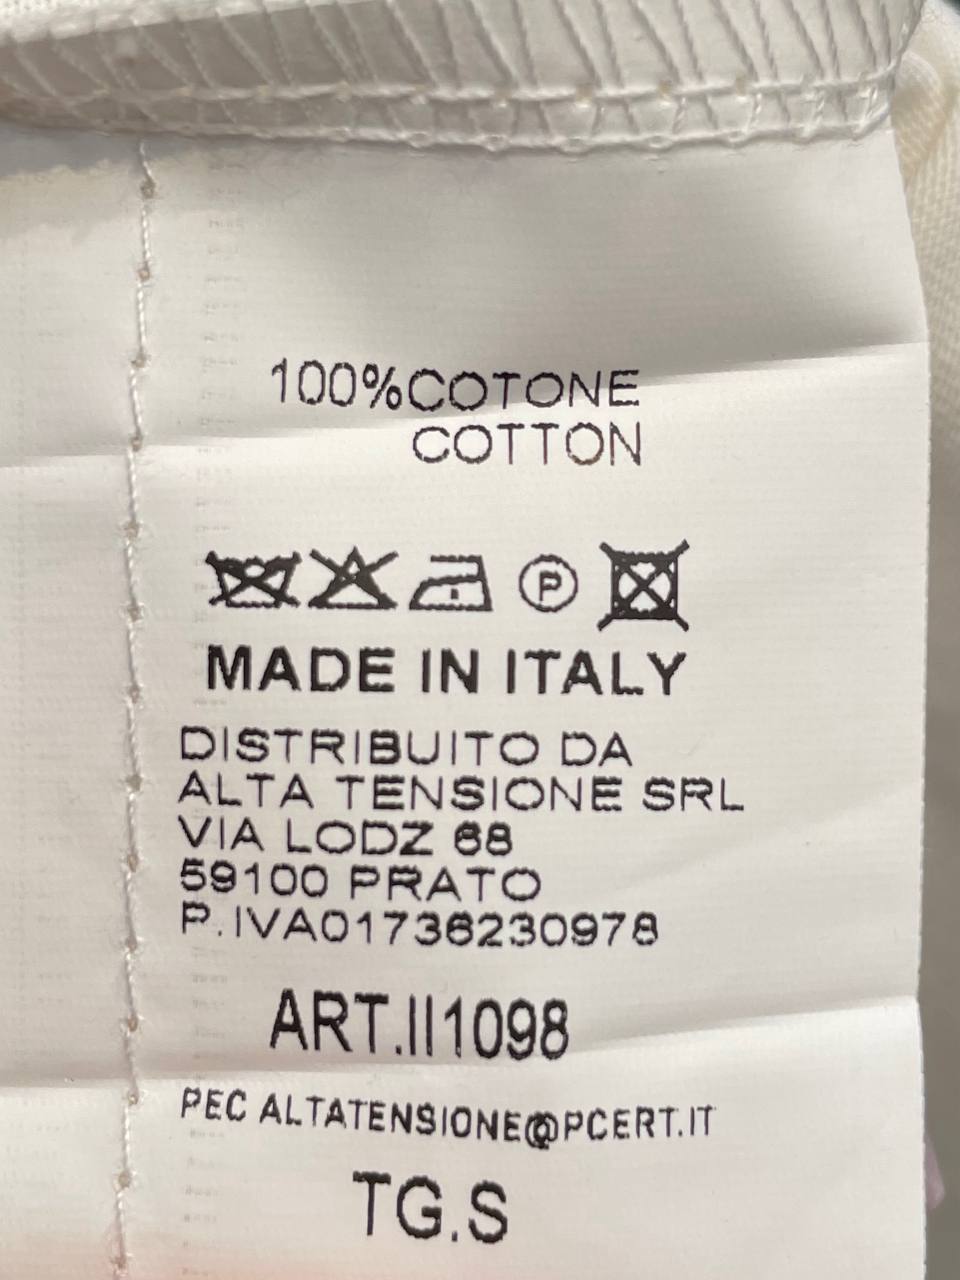 100%COTONE
COTTON
P
MADE IN ITALY
DISTRIBUITO DA
ALTA TENSIONE SRL
VIA LODZ 68
59100 PRATO
P.IVA01736230978
ART.II1098
PEC ALTATENSIONE@PCERT.IT
TG.S